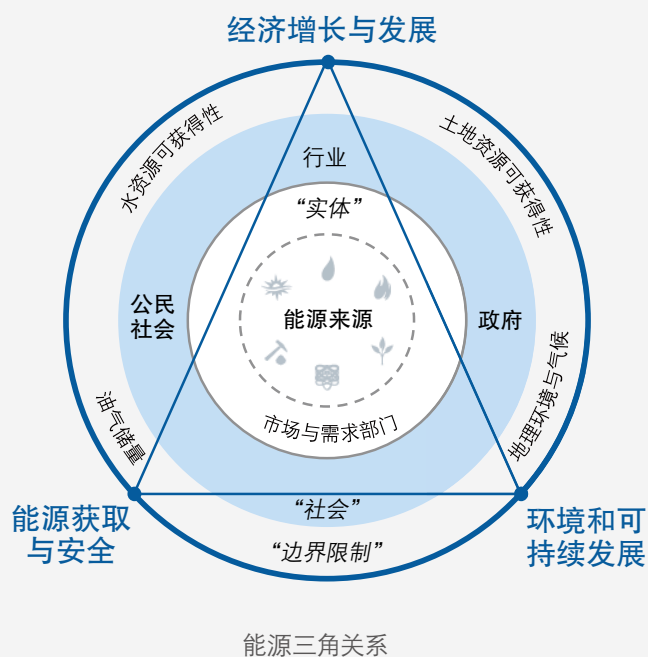 经济增长与发展
水资源可获得性
土地资源可获得性
行业
“实体”
公民
社会
能源来源
政府
油气储量
市场与需求部门
地理环境与气候
能源获取
与安全
“社会”
“边界限制”
环境和可
持续发展
能源三角关系